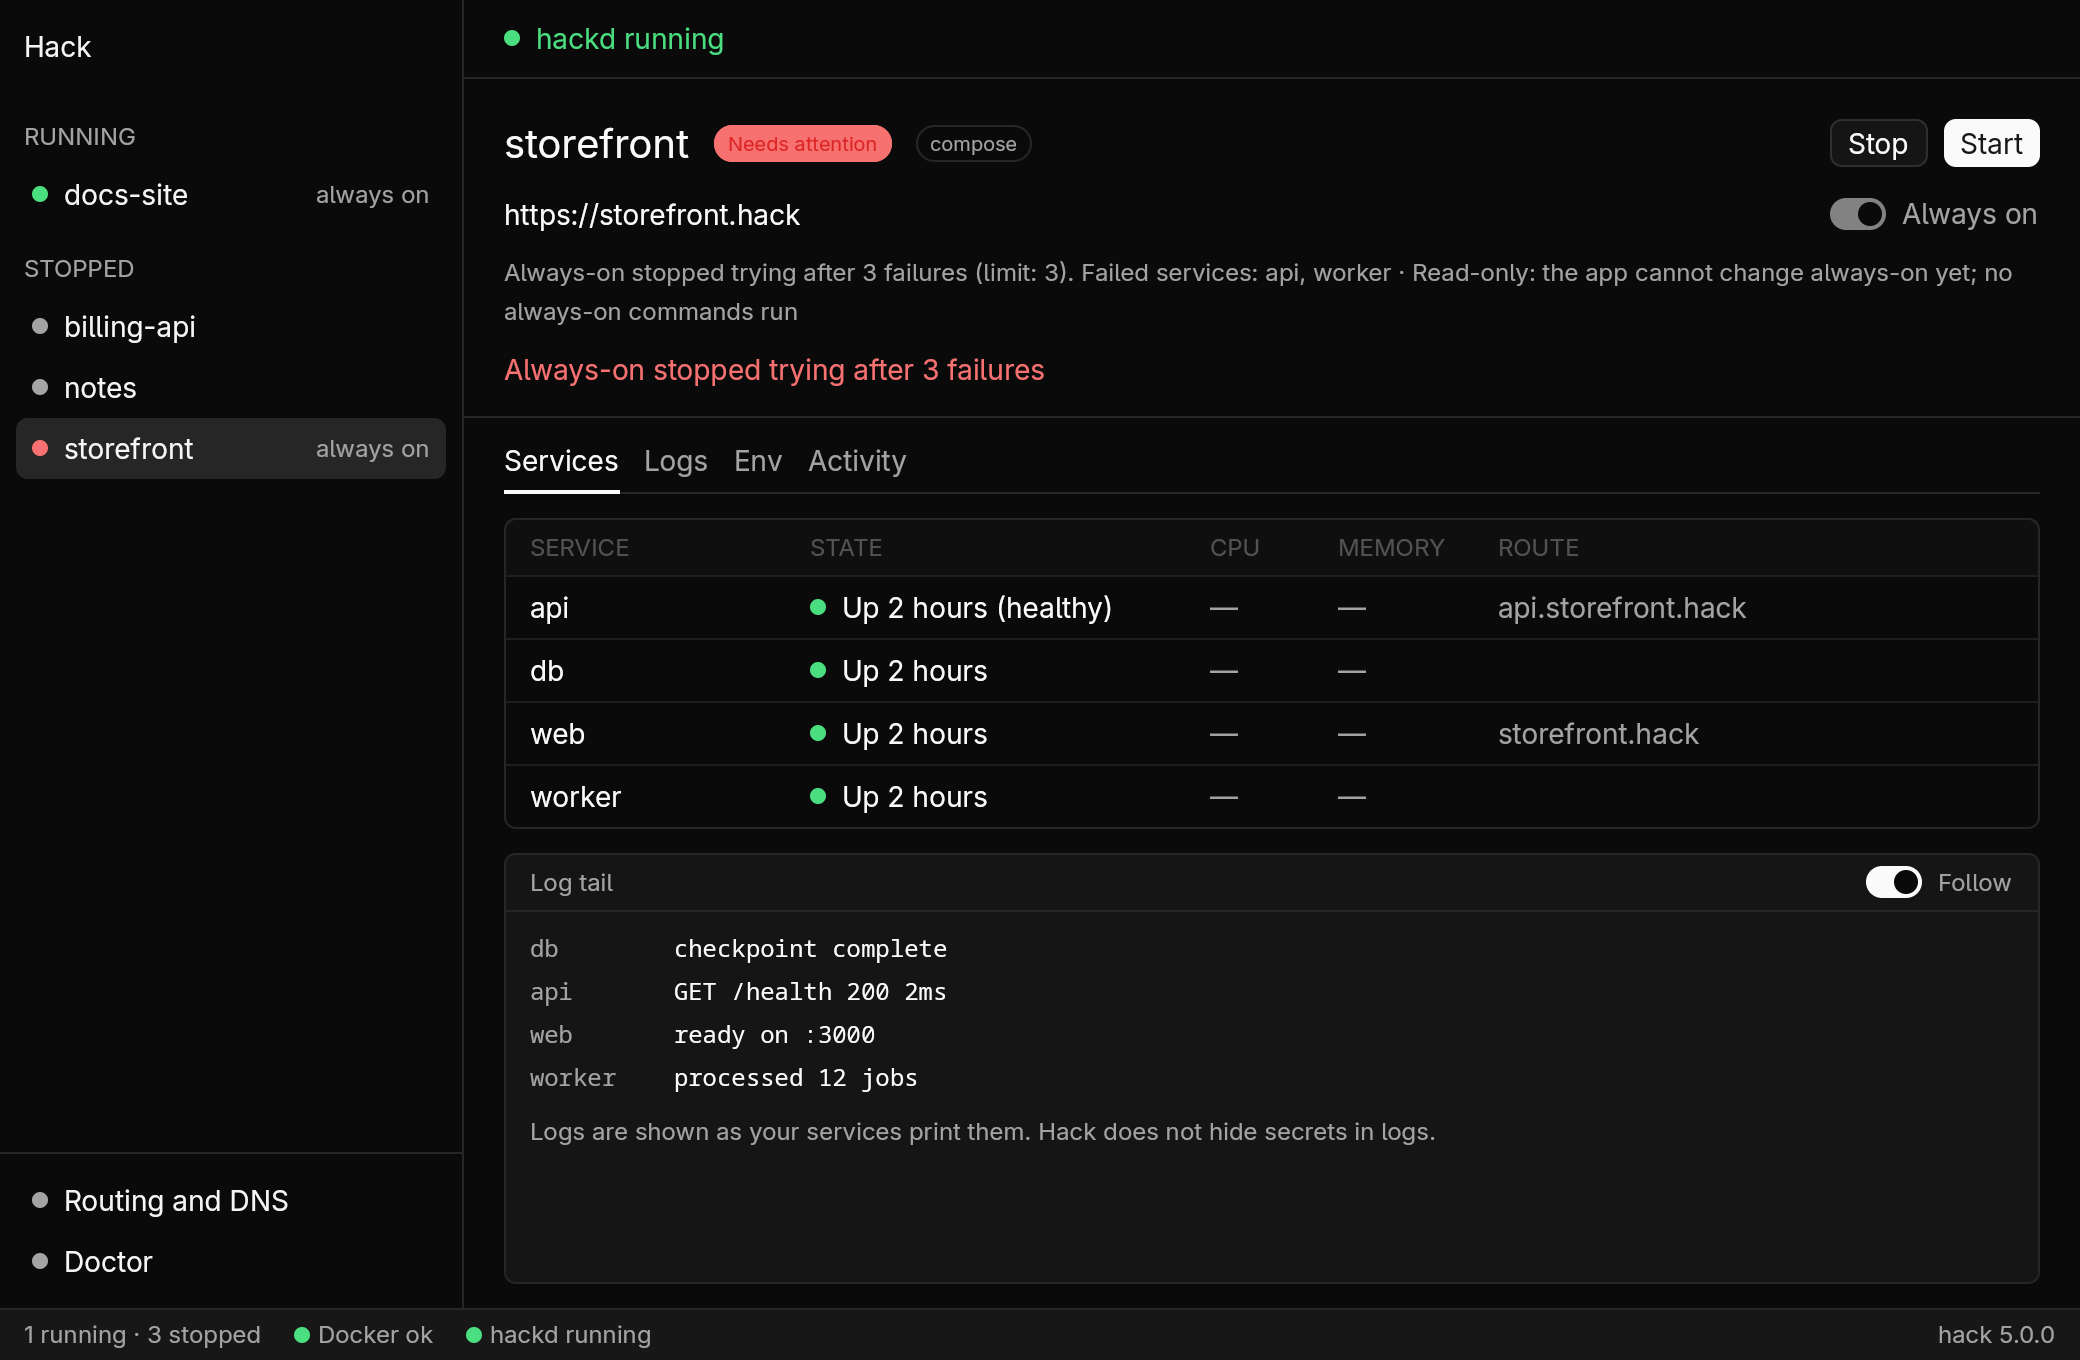 Hack
RUNNING
docs-site always on
STOPPED
billing-api
notes
storefront always on
Routing and DNS
Doctor
hackd running
storefront Needs attention compose Stop Start
https://storefront.hack Always on
Always-on stopped trying after 3 failures (limit: 3). Failed services: api, worker · Read-only: the app cannot change always-on yet; no
always-on commands run
Always-on stopped trying after 3 failures
Services Logs Env Activity
SERVICE STATE CPU MEMORY ROUTE
api Up 2 hours (healthy) — — api.storefront.hack
db Up 2 hours — —
web Up 2 hours — — storefront.hack
worker Up 2 hours — —
Log tail Follow
db checkpoint complete
api GET /health 200 2ms
web ready on :3000
worker processed 12 jobs
Logs are shown as your services print them. Hack does not hide secrets in logs.
1 running · 3 stopped Docker ok hackd running hack 5.0.0